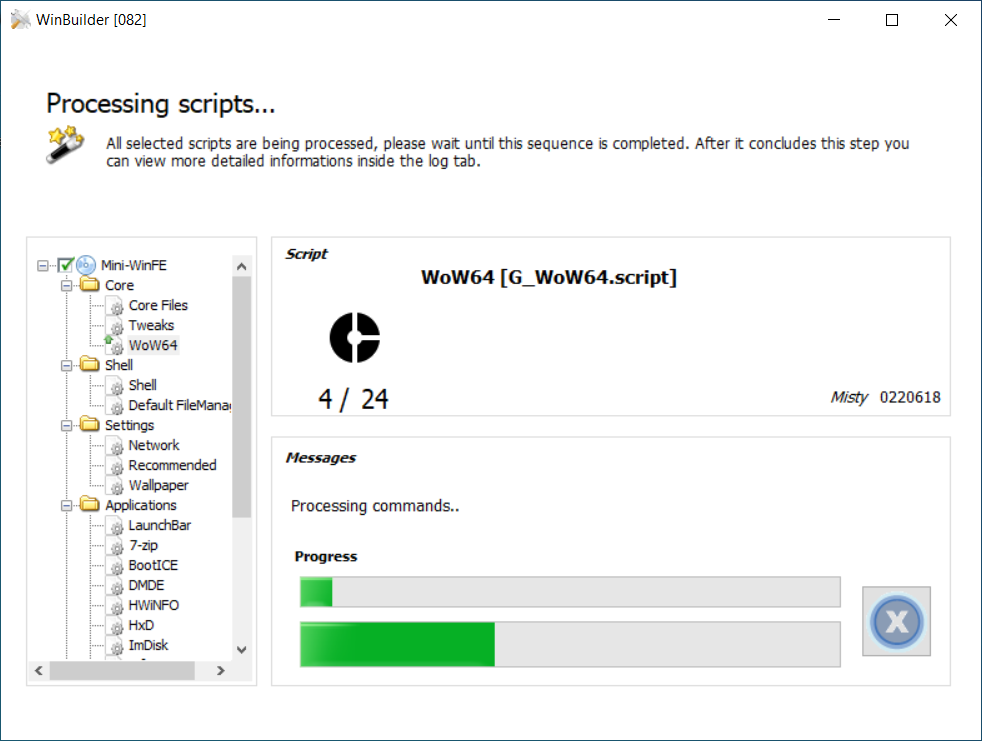 WinBuilder [082]
Processing scripts...
All selected scripts are being processed, please wait until this sequence is completed. After it concludes this step you
can view more detailed informations inside the log tab.
Mini-WinFE
Core
Core Files
Tweaks
WoW64
Shell
Shell
Default FileMana
Settings
Network
Recommended
Wallpaper
Applications
LaunchBar
7-zip
BootICE
DMDE
HWiNFO
HxD
ImDisk
Script
WoW64 [G_WoW64.script]
4 / 24
Misty 0220618
Messages
Processing commands..
Progress
X